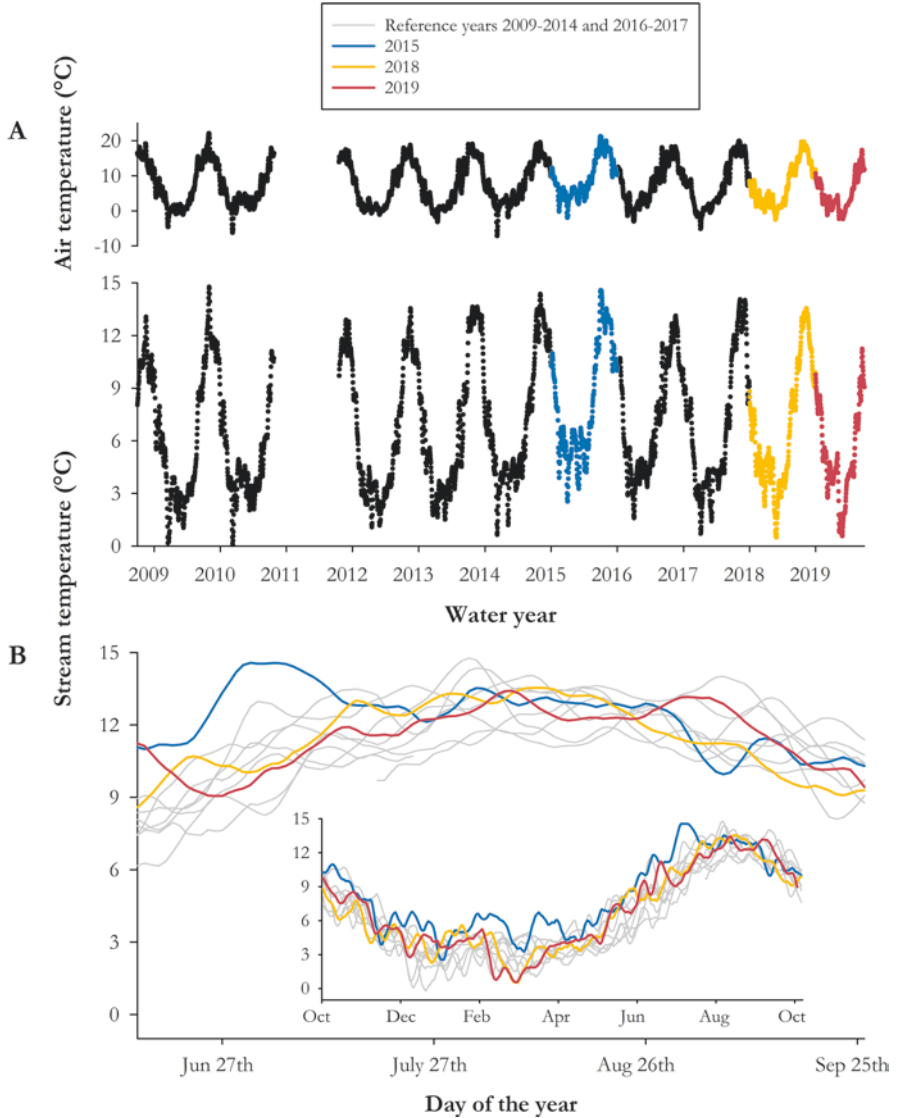 Reference years 2009-2014 and 2016-2017
2015
2018
2019
A
Air temperature (°C)
20
10
0
-10
Stream temperature (°C)
15
12
9
6
3
0
2009 2010 2011 2012 2013 2014 2015 2016 2017 2018 2019
Water year
B
15
12
9
6
3
0
15
12
9
6
3
0
Oct Dec Feb Apr Jun Aug Oct
Jun 27th July 27th Aug 26th Sep 25th
Day of the year